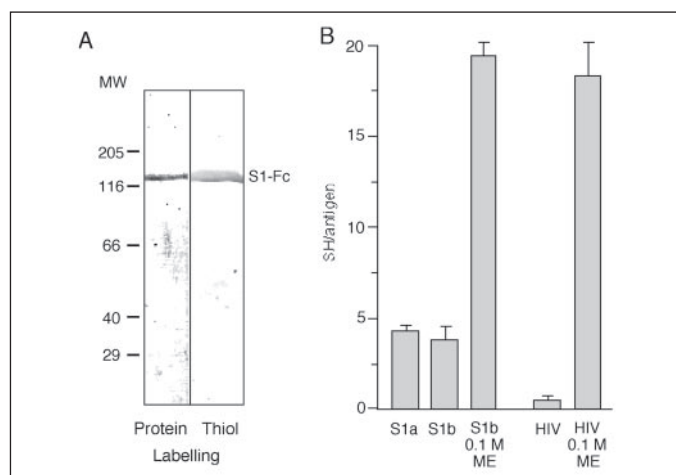 A
MW
205
116
66
40
29
S1-Fc
Protein Thiol
Labelling
B
SH/antigen
20
15
10
5
0
S1a
S1b
S1b
0.1 M
ME
HIV
HIV
0.1 M
ME